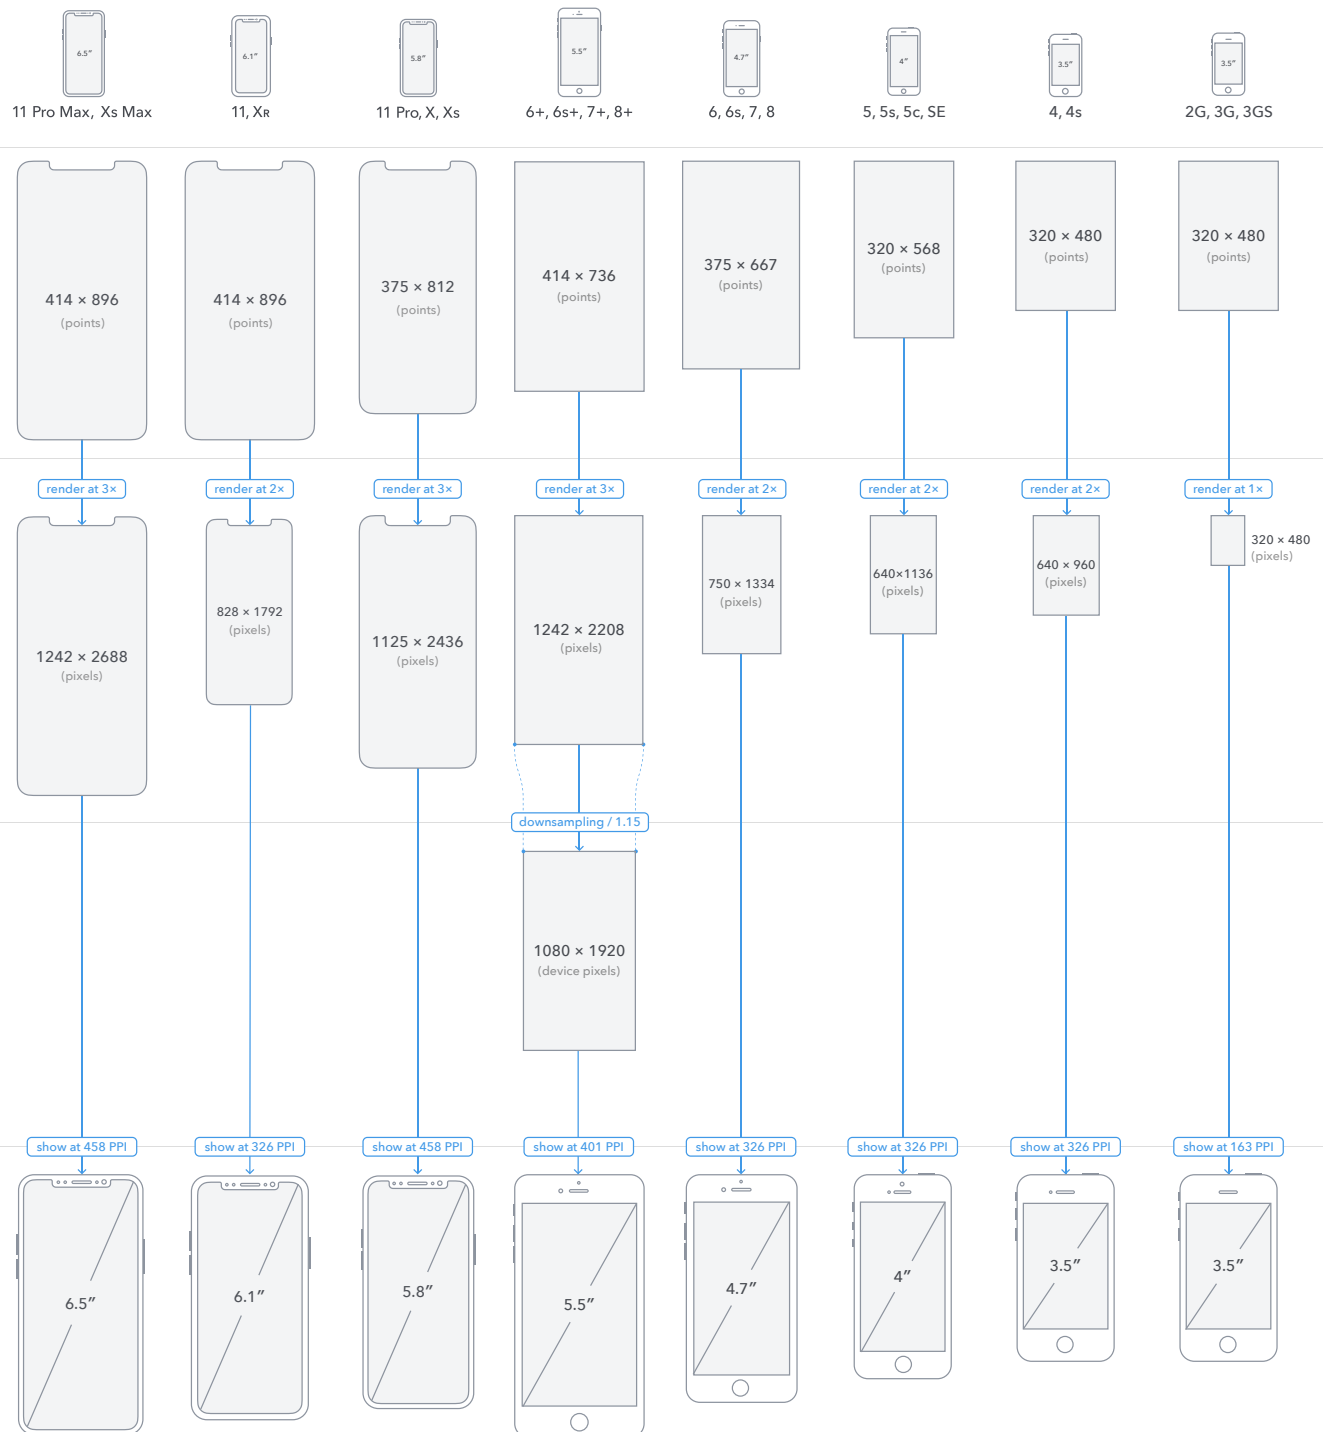 6.5″
6.1″
5.8″
5.5″
4.7″
4″
3.5″
3.5″
11 Pro Max, Xs Max
11, XR
11 Pro, X, Xs
6+, 6s+, 7+, 8+
6, 6s, 7, 8
5, 5s, 5c, SE
4, 4s
2G, 3G, 3GS
414 × 896
(points)
414 × 896
(points)
375 × 812
(points)
414 × 736
(points)
375 × 667
(points)
320 × 568
(points)
320 × 480
(points)
320 × 480
(points)
render at 3×
render at 2×
render at 3×
render at 3×
render at 2×
render at 2×
render at 2×
render at 1×
1242 × 2688
(pixels)
828 × 1792
(pixels)
1125 × 2436
(pixels)
1242 × 2208
(pixels)
750 × 1334
(pixels)
640×1136
(pixels)
640 × 960
(pixels)
320 × 480
(pixels)
downsampling / 1.15
1080 × 1920
(device pixels)
show at 458 PPI
show at 326 PPI
show at 458 PPI
show at 401 PPI
show at 326 PPI
show at 326 PPI
show at 326 PPI
show at 163 PPI
6.5″
6.1″
5.8″
5.5″
4.7″
4″
3.5″
3.5″